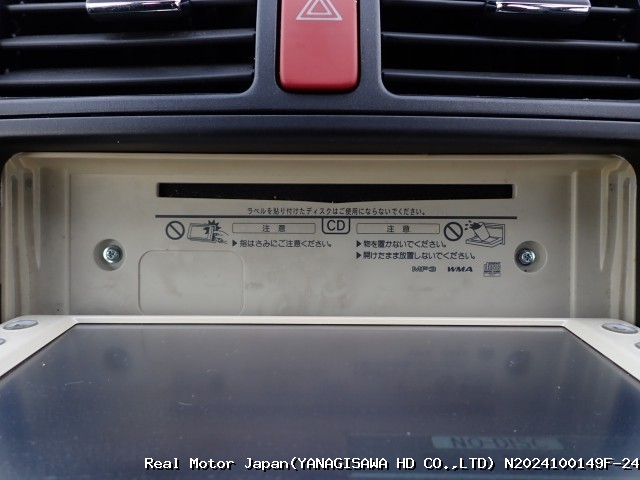 ラベルを貼り付けたディスクはご使用にならないでください。
注意 CD 注意
▶指はさみにご注意ください。
▶物を置かないでください。
▶開けたまま放置しないでください。
MP3 WMA
NO DISC
Real Motor Japan(YANAGISAWA HD CO.,LTD) N2024100149F-24